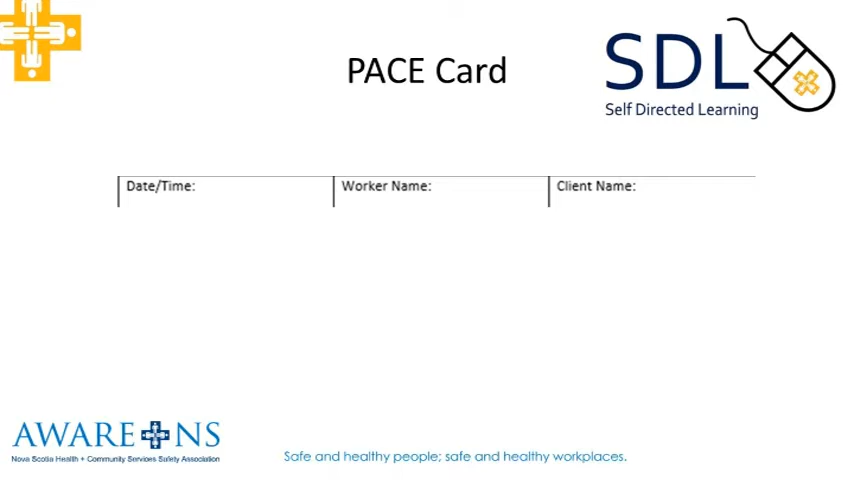 PACE Card
SDL
Self Directed Learning
Date/Time: Worker Name: Client Name:
AWARE NS
Nova Scotia Health + Community Services Safety Association
Safe and healthy people; safe and healthy workplaces.